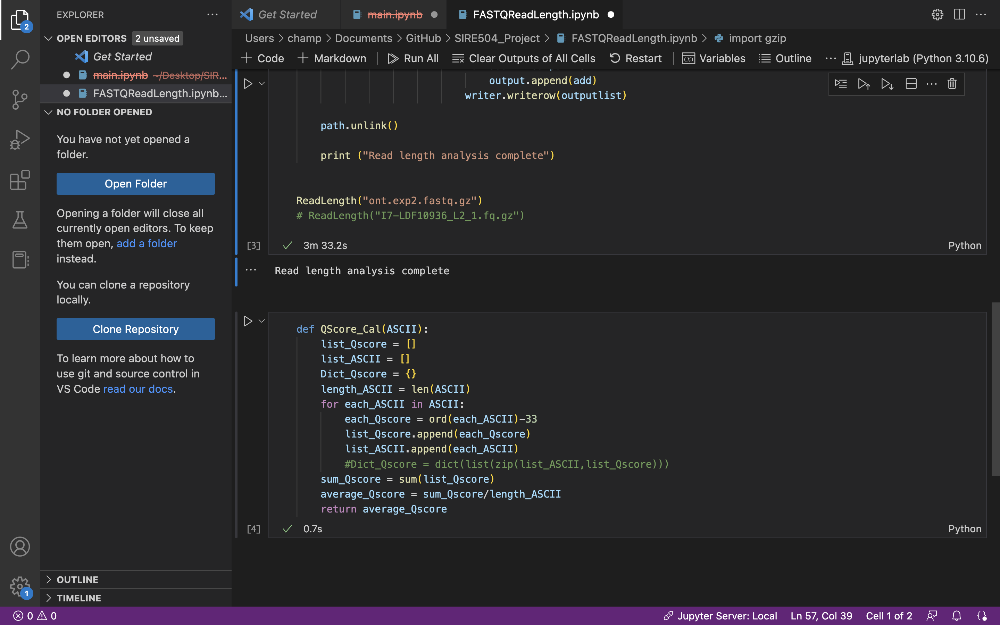 EXPLORER
OPEN EDITORS 2 unsaved
Get Started
main.ipynb ~/Desktop/SIR...
FASTQReadLength.ipynb...
NO FOLDER OPENED
You have not yet opened a
folder.
Open Folder
Opening a folder will close all
currently open editors. To keep
them open, add a folder
instead.
You can clone a repository
locally.
Clone Repository
To learn more about how to
use git and source control in
VS Code read our docs.
OUTLINE
TIMELINE
2
1
Get Started main.ipynb FASTQReadLength.ipynb
Users > champ > Documents > GitHub > SIRE504_Project > FASTQReadLength.ipynb > import gzip
+ Code + Markdown Run All Clear Outputs of All Cells Restart Variables Outline ... jupyterlab (Python 3.10.6)
output.append(add)
writer.writerow(outputlist)
path.unlink()
print ("Read length analysis complete")
ReadLength("ont.exp2.fastq.gz")
# ReadLength("I7-LDF10936_L2_1.fq.gz")
[3] 3m 33.2s Python
Read length analysis complete
def QScore_Cal(ASCII):
list_Qscore = []
list_ASCII = []
Dict_Qscore = {}
length_ASCII = len(ASCII)
for each_ASCII in ASCII:
each_Qscore = ord(each_ASCII)-33
list_Qscore.append(each_Qscore)
list_ASCII.append(each_ASCII)
#Dict_Qscore = dict(list(zip(list_ASCII,list_Qscore)))
sum_Qscore = sum(list_Qscore)
average_Qscore = sum_Qscore/length_ASCII
return average_Qscore
[4] 0.7s Python
0 0 Jupyter Server: Local Ln 57, Col 39 Cell 1 of 2